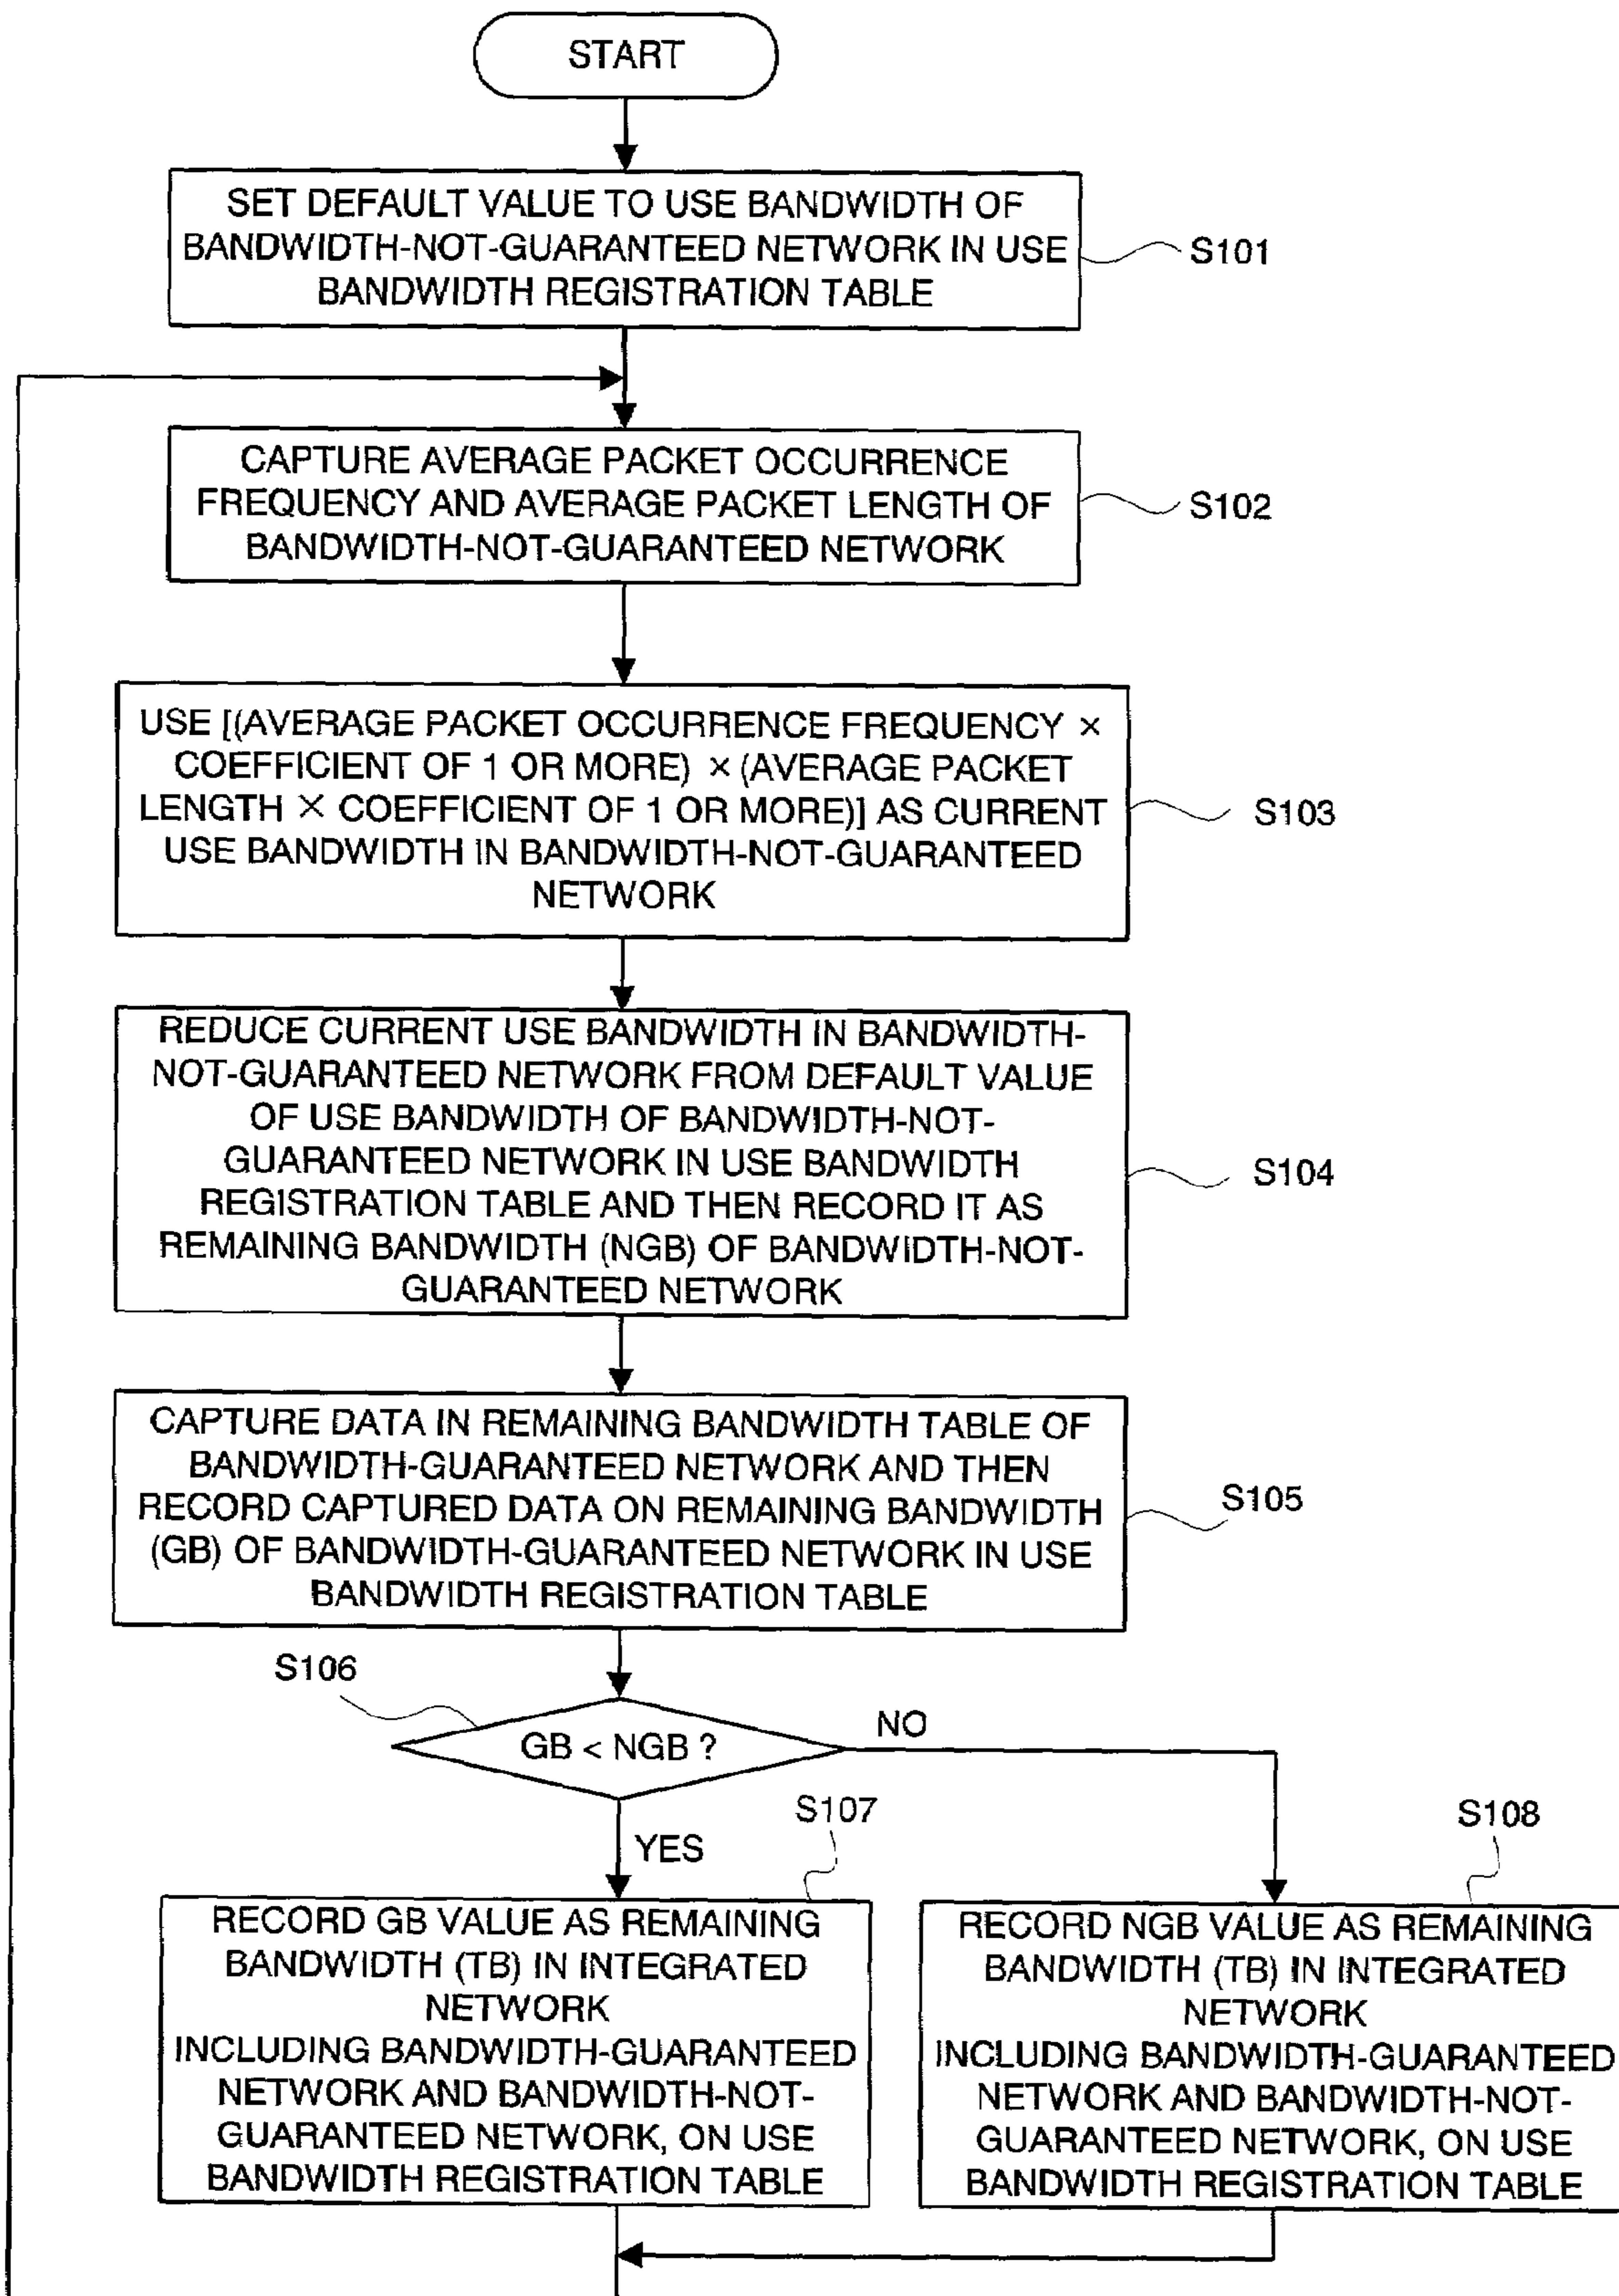 START
SET DEFAULT VALUE TO USE BANDWIDTH OF
BANDWIDTH-NOT-GUARANTEED NETWORK IN USE
BANDWIDTH REGISTRATION TABLE
S101
CAPTURE AVERAGE PACKET OCCURRENCE
FREQUENCY AND AVERAGE PACKET LENGTH OF
BANDWIDTH-NOT-GUARANTEED NETWORK
S102
USE [(AVERAGE PACKET OCCURRENCE FREQUENCY ×
COEFFICIENT OF 1 OR MORE) × (AVERAGE PACKET
LENGTH × COEFFICIENT OF 1 OR MORE)] AS CURRENT
USE BANDWIDTH IN BANDWIDTH-NOT-GUARANTEED
NETWORK
S103
REDUCE CURRENT USE BANDWIDTH IN BANDWIDTH-
NOT-GUARANTEED NETWORK FROM DEFAULT VALUE
OF USE BANDWIDTH OF BANDWIDTH-NOT-
GUARANTEED NETWORK IN USE BANDWIDTH
REGISTRATION TABLE AND THEN RECORD IT AS
REMAINING BANDWIDTH (NGB) OF BANDWIDTH-NOT-
GUARANTEED NETWORK
S104
CAPTURE DATA IN REMAINING BANDWIDTH TABLE OF
BANDWIDTH-GUARANTEED NETWORK AND THEN
RECORD CAPTURED DATA ON REMAINING BANDWIDTH
(GB) OF BANDWIDTH-GUARANTEED NETWORK IN USE
BANDWIDTH REGISTRATION TABLE
S105
S106
GB < NGB ?
NO
YES
S107
RECORD GB VALUE AS REMAINING
BANDWIDTH (TB) IN INTEGRATED
NETWORK
INCLUDING BANDWIDTH-GUARANTEED
NETWORK AND BANDWIDTH-NOT-
GUARANTEED NETWORK, ON USE
BANDWIDTH REGISTRATION TABLE
S108
RECORD NGB VALUE AS REMAINING
BANDWIDTH (TB) IN INTEGRATED
NETWORK
INCLUDING BANDWIDTH-GUARANTEED
NETWORK AND BANDWIDTH-NOT-
GUARANTEED NETWORK, ON USE
BANDWIDTH REGISTRATION TABLE